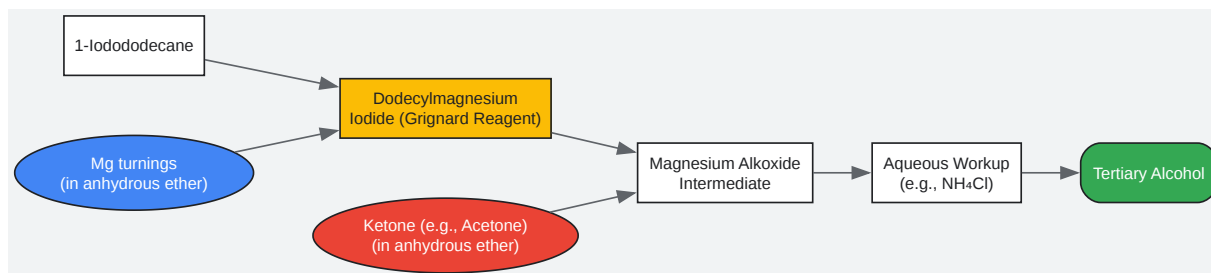 1-Iodododecane
Mg turnings
(in anhydrous ether)
Dodecylmagnesium
Iodide (Grignard Reagent)
Ketone (e.g., Acetone)
(in anhydrous ether)
Magnesium Alkoxide
Intermediate
Aqueous Workup
(e.g., NH₄Cl)
Tertiary Alcohol